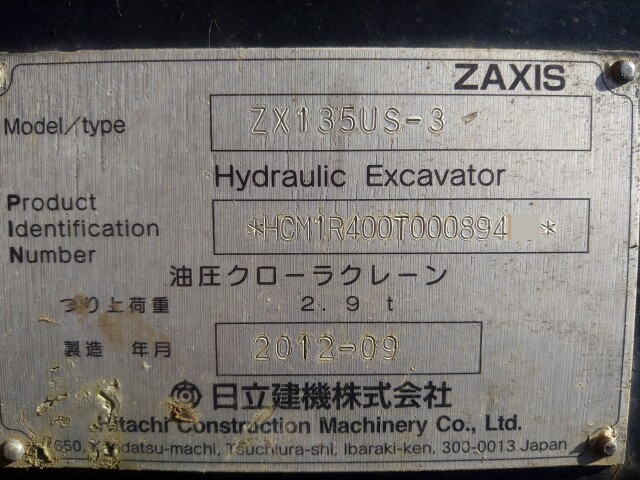 ZAXIS
Model/type ZX135US-3
Hydraulic Excavator
Product
Identification *HCM1R400T000894 *
Number
油圧クローラクレーン
つり上荷重 2.9 t
製造 年月 2012-09
日立建機株式会社
Hitachi Construction Machinery Co., Ltd.
650, Tsuchiura-shi, Ibaraki-ken, 300-0013 Japan